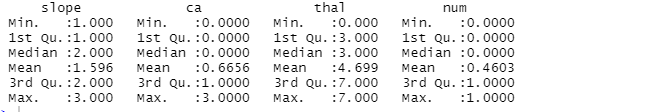 slope ca thal num
Min. :1.000 Min. :0.0000 Min. :0.000 Min. :0.0000
1st Qu.:1.000 1st Qu.:0.0000 1st Qu.:3.000 1st Qu.:0.0000
Median :2.000 Median :0.0000 Median :3.000 Median :0.0000
Mean :1.596 Mean :0.6656 Mean :4.699 Mean :0.4603
3rd Qu.:2.000 3rd Qu.:1.0000 3rd Qu.:7.000 3rd Qu.:1.0000
Max. :3.000 Max. :3.0000 Max. :7.000 Max. :1.0000